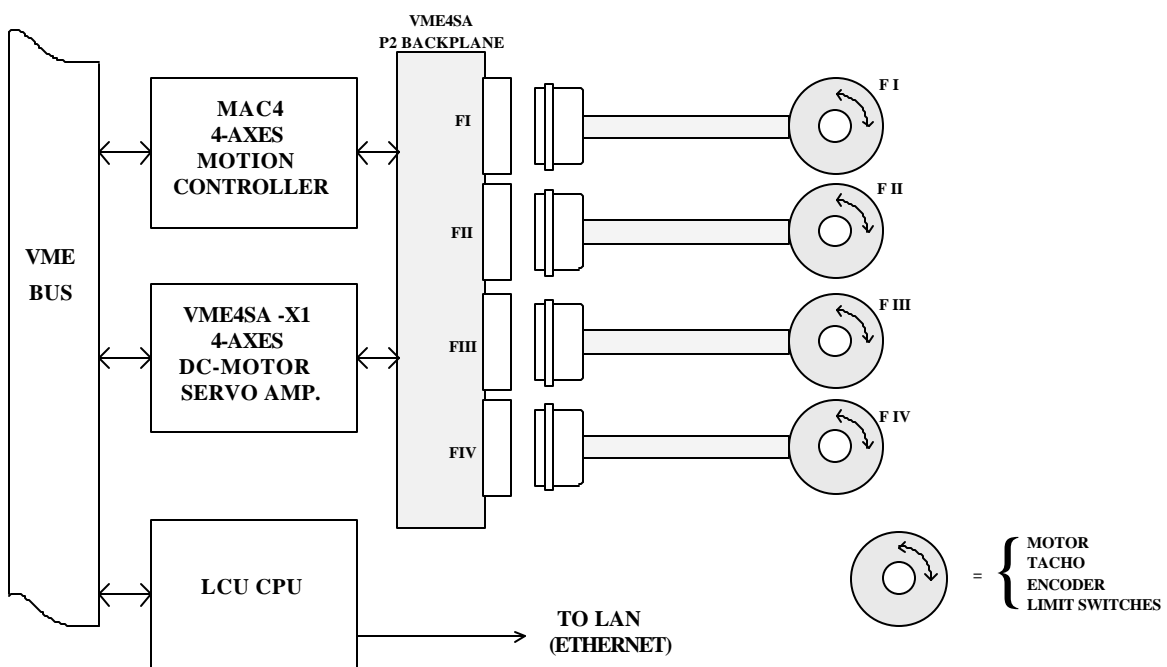 VME4SA
P2 BACKPLANE
VME
BUS
MAC4
4-AXES
MOTION
CONTROLLER
VME4SA -X1
4-AXES
DC-MOTOR
SERVO AMP.
LCU CPU
TO LAN
(ETHERNET)
FI
FII
FIII
FIV
F I
F II
F III
F IV
=
{
MOTOR
TACHO
ENCODER
LIMIT SWITCHES